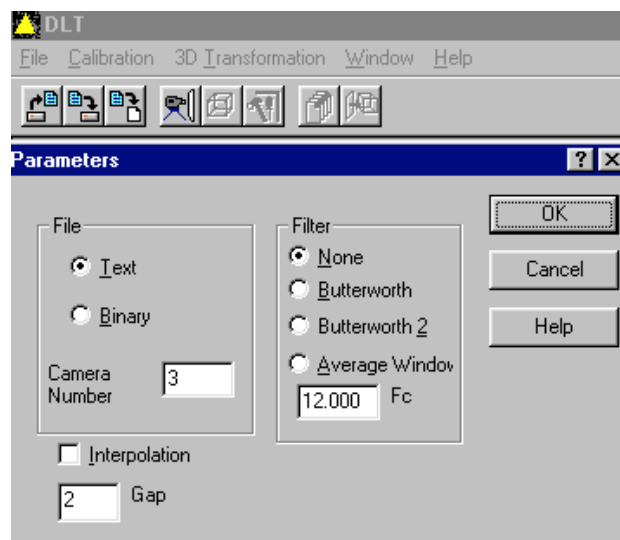 DLT
File Calibration 3D Transformation Window Help
Parameters
OK
Cancel
Help
File
Text
Binary
Camera
Number
3
Filter
None
Butterworth
Butterworth 2
Average Window
12.000 Fc
Interpolation
2 Gap